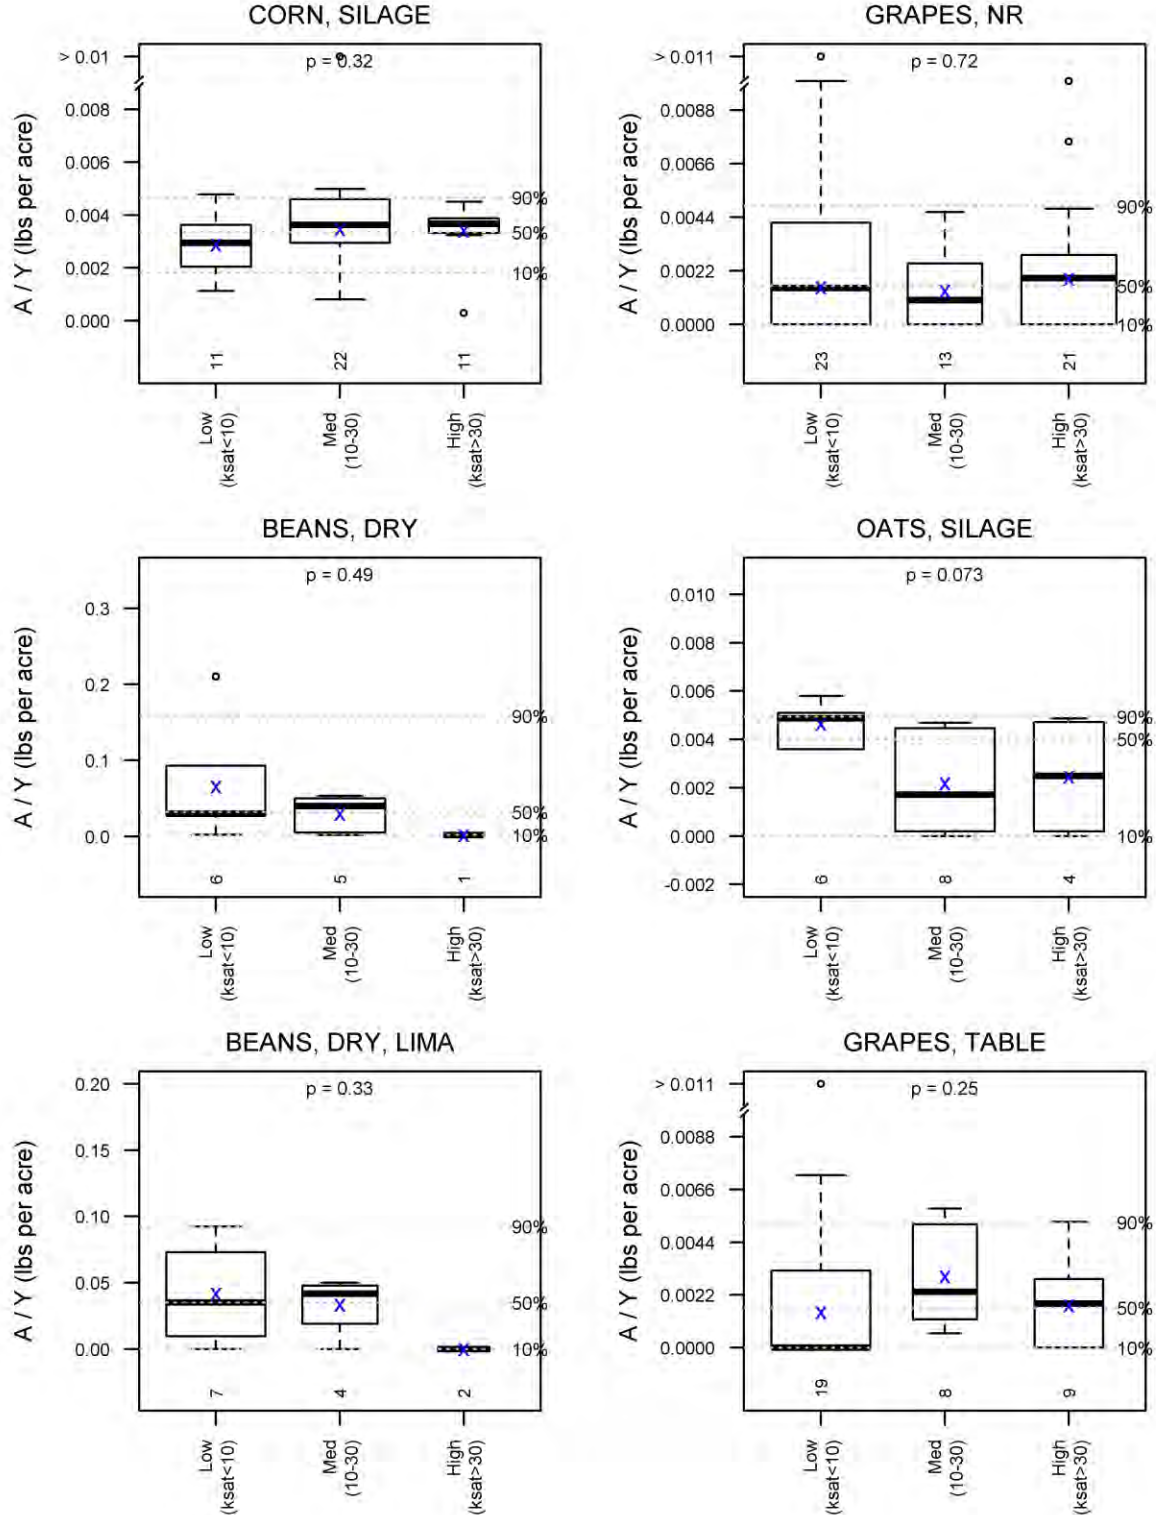 CORN, SILAGE
p = 0.32
A / Y (lbs per acre)
> 0.01
0.008
0.006
0.004
0.002
0.000
90%
50%
10%
11
22
11
Low
(ksat<10)
Med
(10-30)
High
(ksat>30)
GRAPES, NR
p = 0.72
A / Y (lbs per acre)
> 0.011
0.0088
0.0066
0.0044
0.0022
0.0000
90%
50%
10%
23
13
21
Low
(ksat<10)
Med
(10-30)
High
(ksat>30)
BEANS, DRY
p = 0.49
A / Y (lbs per acre)
0.3
0.2
0.1
0.0
90%
50%
10%
6
5
1
Low
(ksat<10)
Med
(10-30)
High
(ksat>30)
OATS, SILAGE
p = 0.073
A / Y (lbs per acre)
0.010
0.008
0.006
0.004
0.002
0.000
-0.002
90%
50%
10%
6
8
4
Low
(ksat<10)
Med
(10-30)
High
(ksat>30)
BEANS, DRY, LIMA
p = 0.33
A / Y (lbs per acre)
0.20
0.15
0.10
0.05
0.00
90%
50%
10%
7
4
2
Low
(ksat<10)
Med
(10-30)
High
(ksat>30)
GRAPES, TABLE
p = 0.25
A / Y (lbs per acre)
> 0.011
0.0088
0.0066
0.0044
0.0022
0.0000
90%
50%
10%
19
8
9
Low
(ksat<10)
Med
(10-30)
High
(ksat>30)